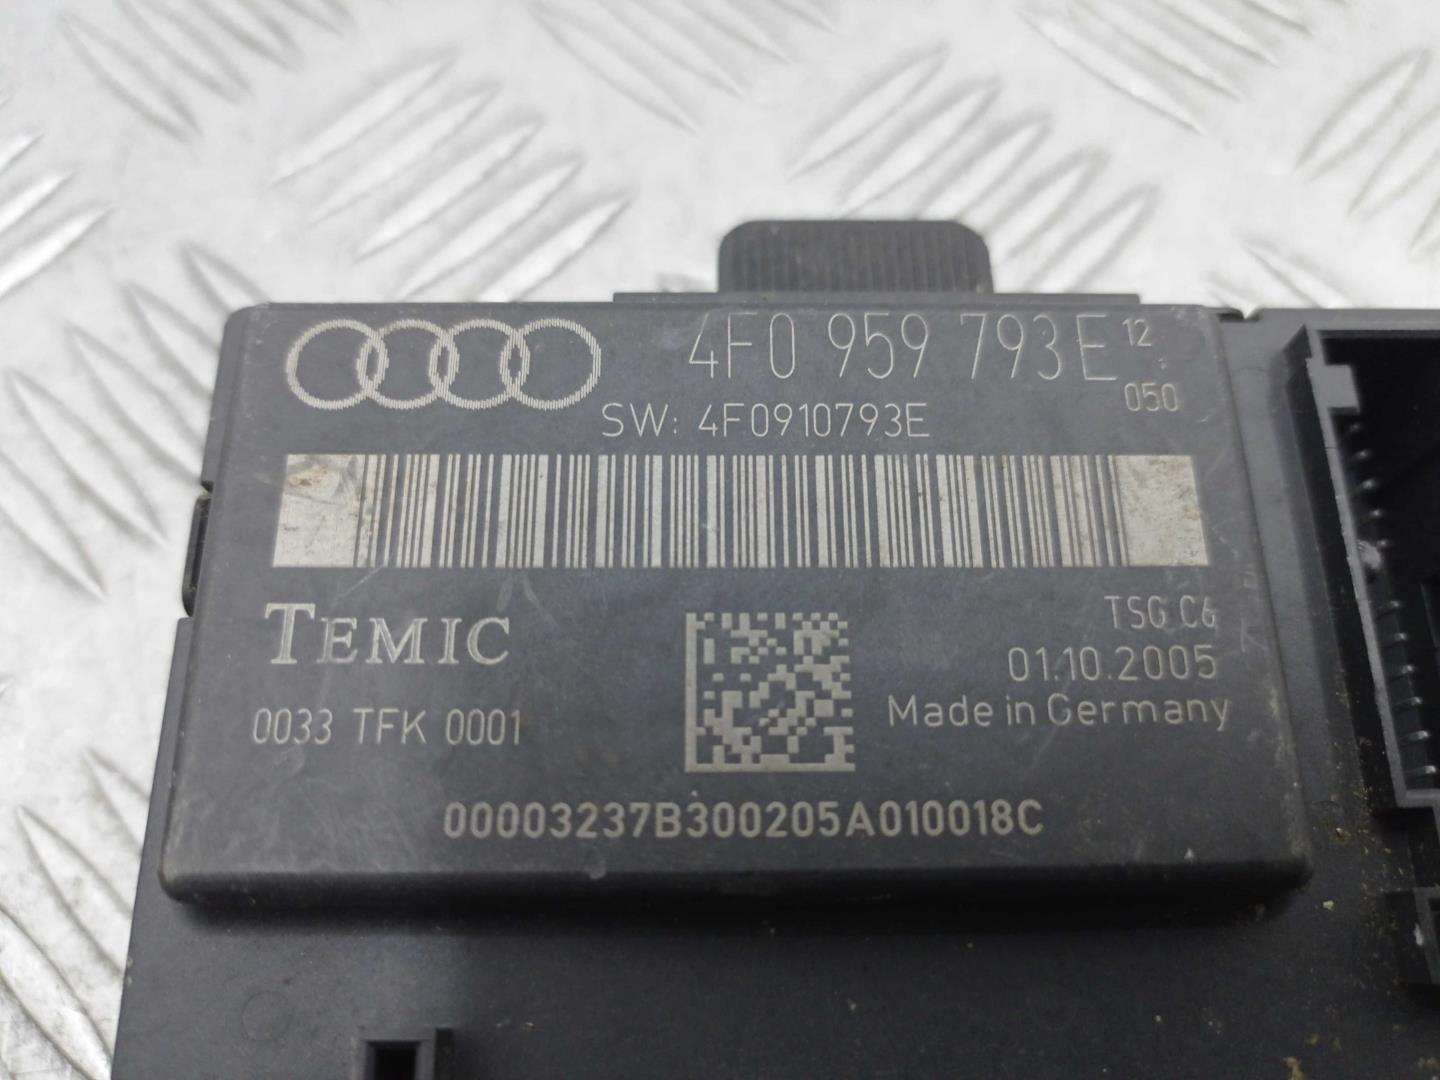 4F0 959 793E 12 :
050
SW: 4F0910793E
TEMIC
TSG C6
01.10.2005
Made in Germany
0033 TFK 0001
00003237B300205A010018C